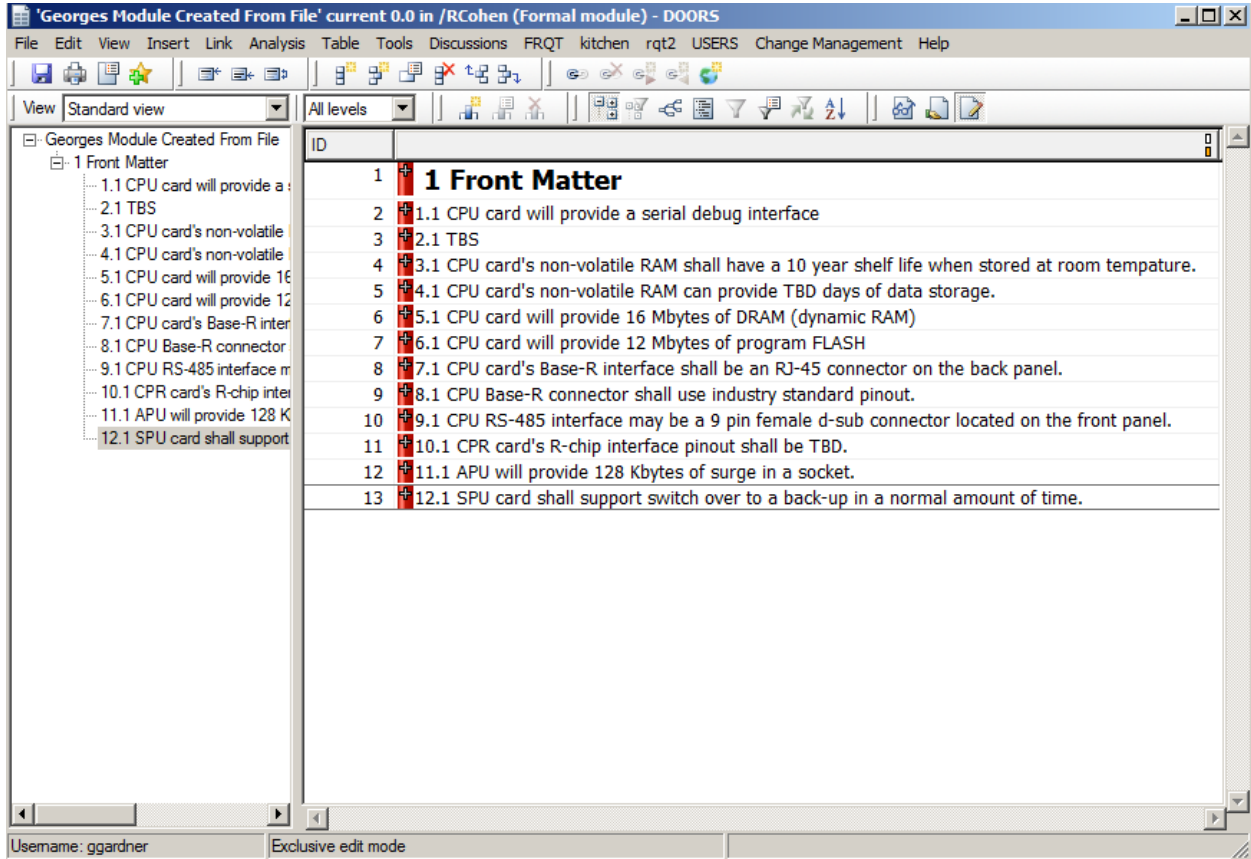 'Georges Module Created From File' current 0.0 in /RCohen (Formal module) - DOORS
File Edit View Insert Link Analysis Table Tools Discussions FRQT kitchen rqt2 USERS Change Management Help
View Standard view All levels
Georges Module Created From File
1 Front Matter
1.1 CPU card will provide a s
2.1 TBS
3.1 CPU card's non-volatile
4.1 CPU card's non-volatile
5.1 CPU card will provide 16
6.1 CPU card will provide 12
7.1 CPU card's Base-R inter
8.1 CPU Base-R connector
9.1 CPU RS-485 interface m
10.1 CPR card's R-chip inter
11.1 APU will provide 128 K
12.1 SPU card shall support
ID
1 1 Front Matter
2 1.1 CPU card will provide a serial debug interface
3 2.1 TBS
4 3.1 CPU card's non-volatile RAM shall have a 10 year shelf life when stored at room tempature.
5 4.1 CPU card's non-volatile RAM can provide TBD days of data storage.
6 5.1 CPU card will provide 16 Mbytes of DRAM (dynamic RAM)
7 6.1 CPU card will provide 12 Mbytes of program FLASH
8 7.1 CPU card's Base-R interface shall be an RJ-45 connector on the back panel.
9 8.1 CPU Base-R connector shall use industry standard pinout.
10 9.1 CPU RS-485 interface may be a 9 pin female d-sub connector located on the front panel.
11 10.1 CPR card's R-chip interface pinout shall be TBD.
12 11.1 APU will provide 128 Kbytes of surge in a socket.
13 12.1 SPU card shall support switch over to a back-up in a normal amount of time.
Username: ggardner Exclusive edit mode